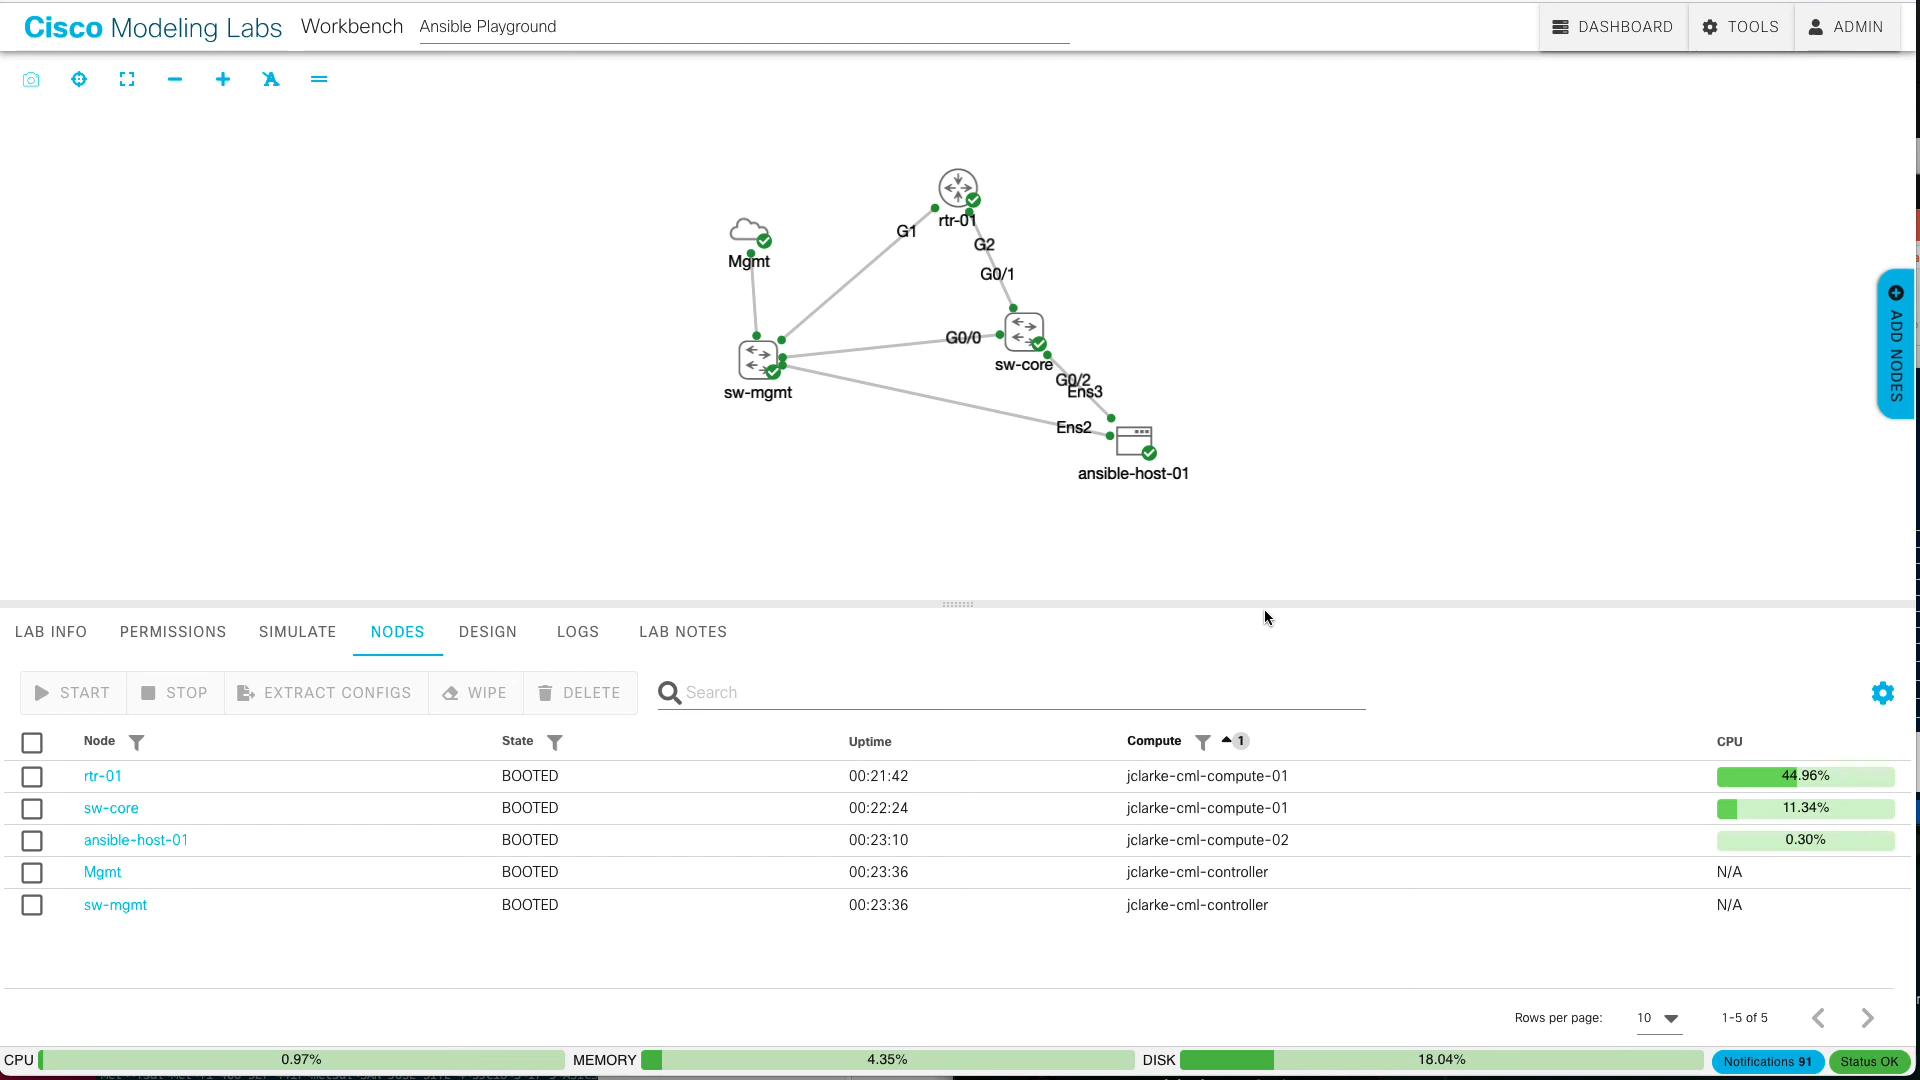 Cisco Modeling Labs Workbench Ansible Playground DASHBOARD TOOLS ADMIN
rtr-01
G1
G2
Mgmt
G0/1
G0/0
sw-core
G0/2
Ens3
sw-mgmt
Ens2
ansible-host-01
ADD NODES
LAB INFO PERMISSIONS SIMULATE NODES DESIGN LOGS LAB NOTES
START STOP EXTRACT CONFIGS WIPE DELETE Search
Node State Uptime Compute 1 CPU
rtr-01 BOOTED 00:21:42 jclarke-cml-compute-01 44.96%
sw-core BOOTED 00:22:24 jclarke-cml-compute-01 11.34%
ansible-host-01 BOOTED 00:23:10 jclarke-cml-compute-02 0.30%
Mgmt BOOTED 00:23:36 jclarke-cml-controller N/A
sw-mgmt BOOTED 00:23:36 jclarke-cml-controller N/A
Rows per page: 10 1-5 of 5
CPU 0.97% MEMORY 4.35% DISK 18.04% Notifications 91 Status OK